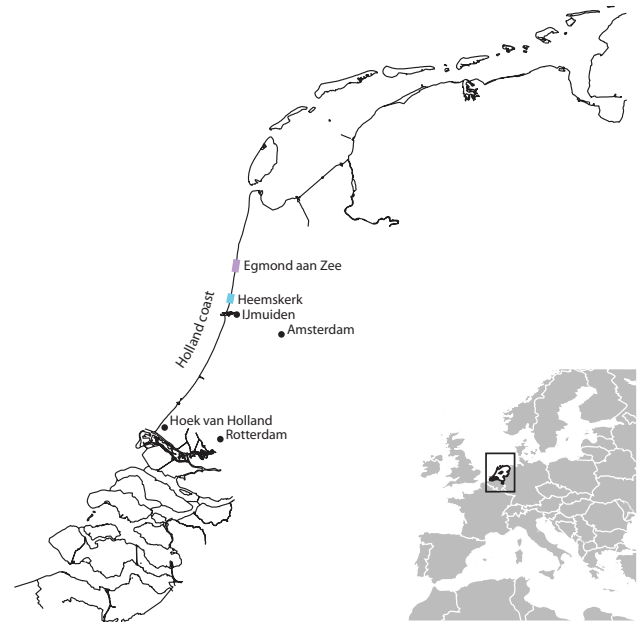 Egmond aan Zee
Heemskerk
IJmuiden
Amsterdam
Holland coast
Hoek van Holland
Rotterdam